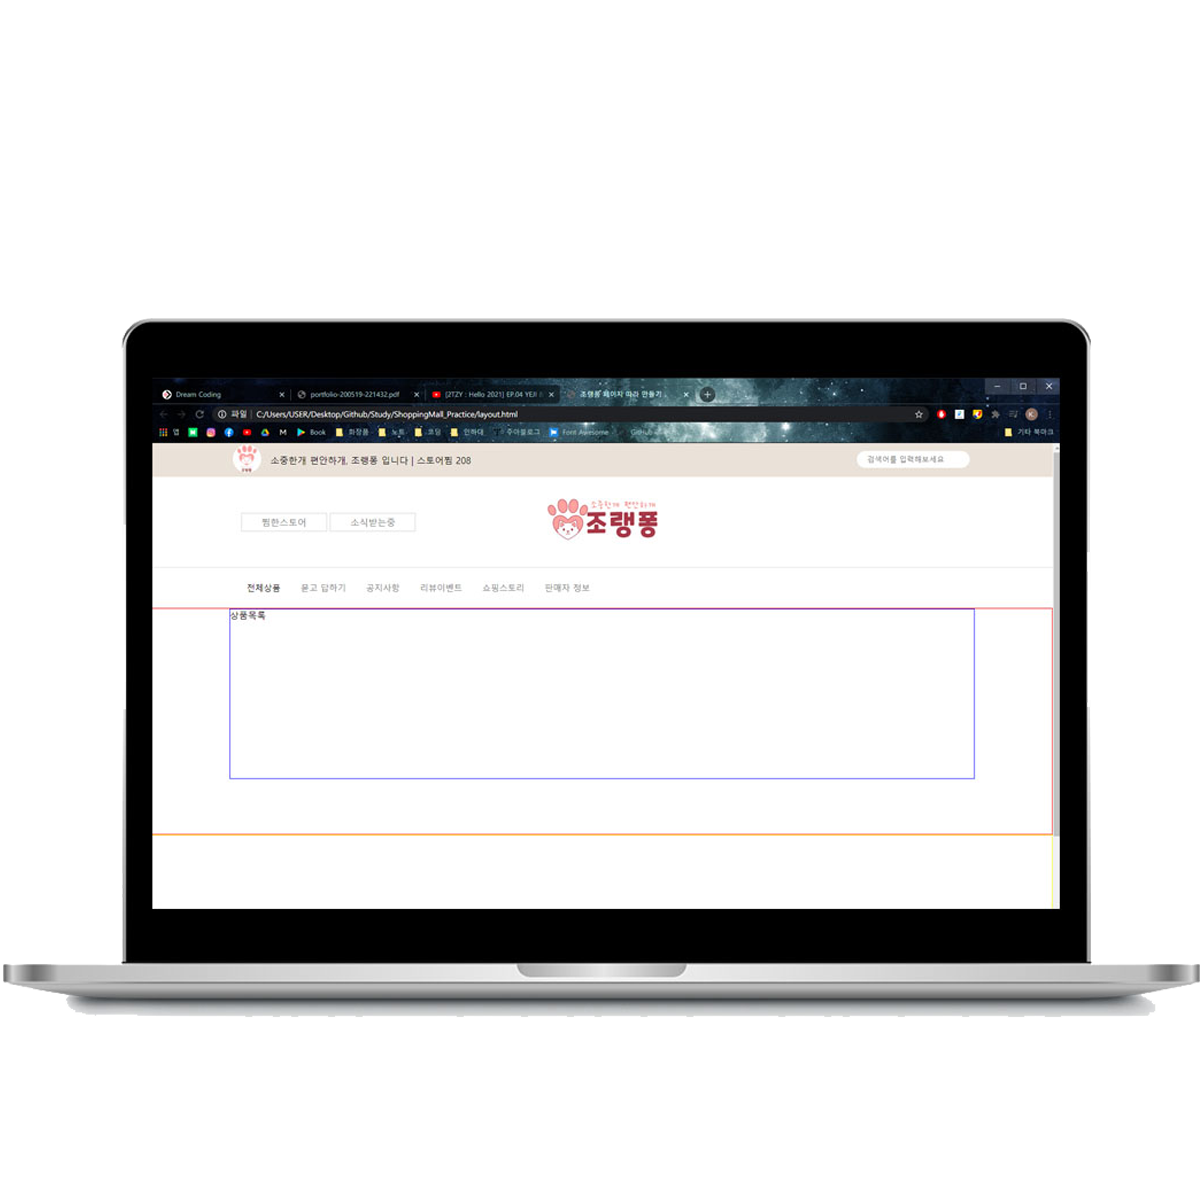 Dream Coding
portfolio-200519-221432.pdf
[ITZY : Hello 2021] EP.04 YEJI &
조랭퐁 페이지 따라 만들기
파일 C:/Users/USER/Desktop/Github/Study/ShoppingMall_Practice/layout.html
앱 Book 화장품 노트 코딩 인하대 주아블로그 Font Awesome GitHub 기타 북마크
소중한개 편안하개, 조랭퐁 입니다 | 스토어찜 208
검색어를 입력해보세요
찜한스토어 소식받는중
소중한개 편안하개
조랭퐁
전체상품 묻고 답하기 공지사항 리뷰이벤트 쇼핑스토리 판매자 정보
상품목록